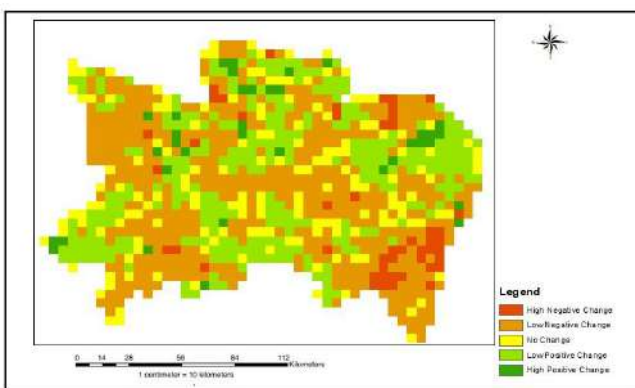 Legend
High Negative Change
Low Negative Change
No Change
Low Positive Change
High Positive Change
0 14 28 56 84 112
Kilometers
1 centimeter = 10 kilometers